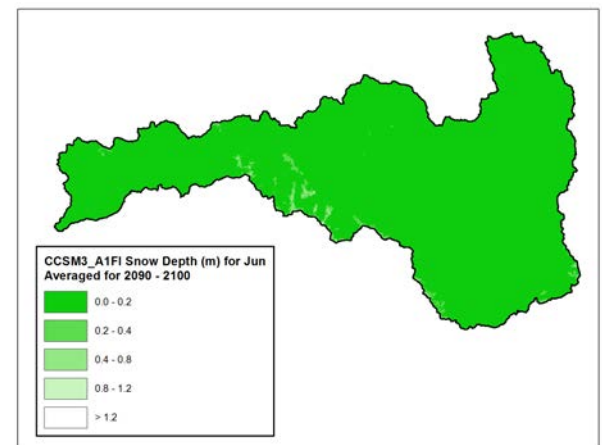 CCSM3_A1FI Snow Depth (m) for Jun
Averaged for 2090 - 2100
0.0 - 0.2
0.2 - 0.4
0.4 - 0.8
0.8 - 1.2
> 1.2